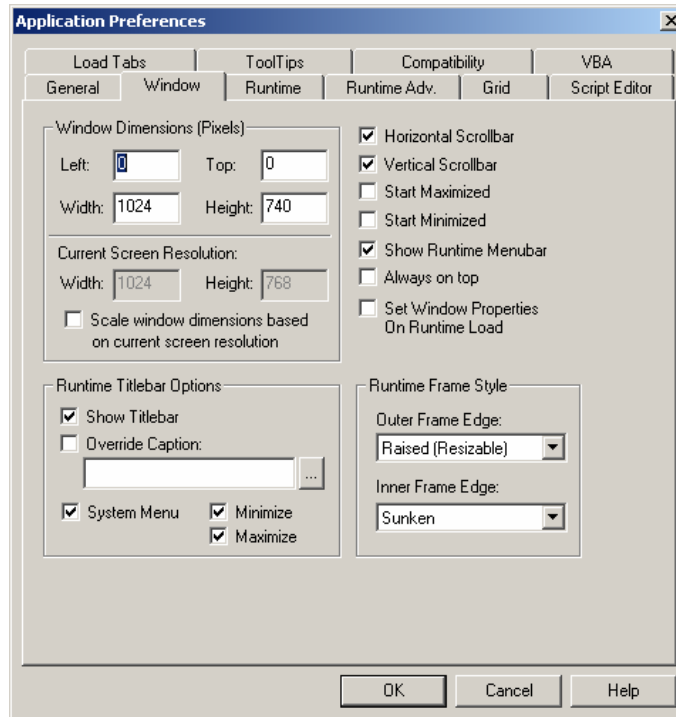 Application Preferences
Load Tabs ToolTips Compatibility VBA
General Window Runtime Runtime Adv. Grid Script Editor
Window Dimensions (Pixels)
Left: 0 Top: 0
Width: 1024 Height: 740
Current Screen Resolution:
Width: 1024 Height: 768
Scale window dimensions based
on current screen resolution
Horizontal Scrollbar
Vertical Scrollbar
Start Maximized
Start Minimized
Show Runtime Menubar
Always on top
Set Window Properties
On Runtime Load
Runtime Titlebar Options
Show Titlebar
Override Caption:
...
System Menu Minimize
Maximize
Runtime Frame Style
Outer Frame Edge:
Raised (Resizable)
Inner Frame Edge:
Sunken
OK Cancel Help